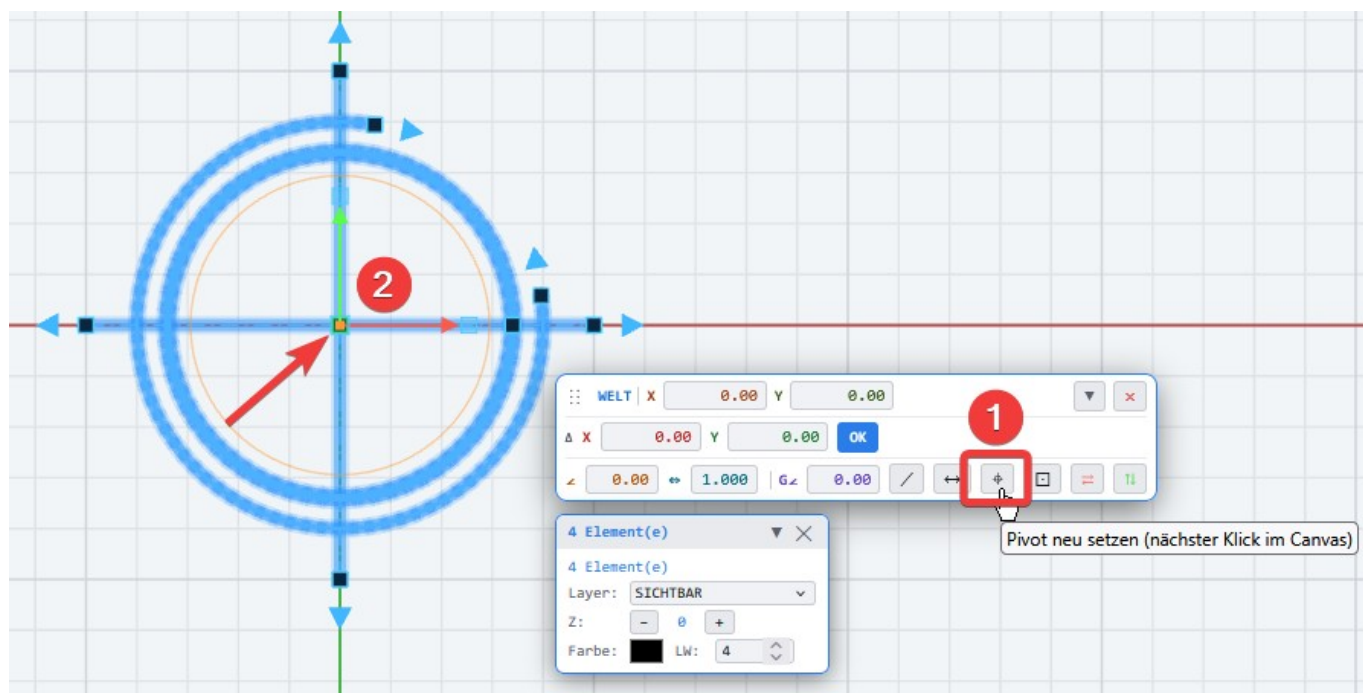 2
WELT X 0.00 Y 0.00 ▼ ×
1
Δ X 0.00 Y 0.00 OK
∠ 0.00 ⇔ 1.000 G∠ 0.00
Pivot neu setzen (nächster Klick im Canvas)
4 Element(e) ▼ ×
4 Element(e)
Layer: SICHTBAR
Z: - 0 +
Farbe: LW: 4